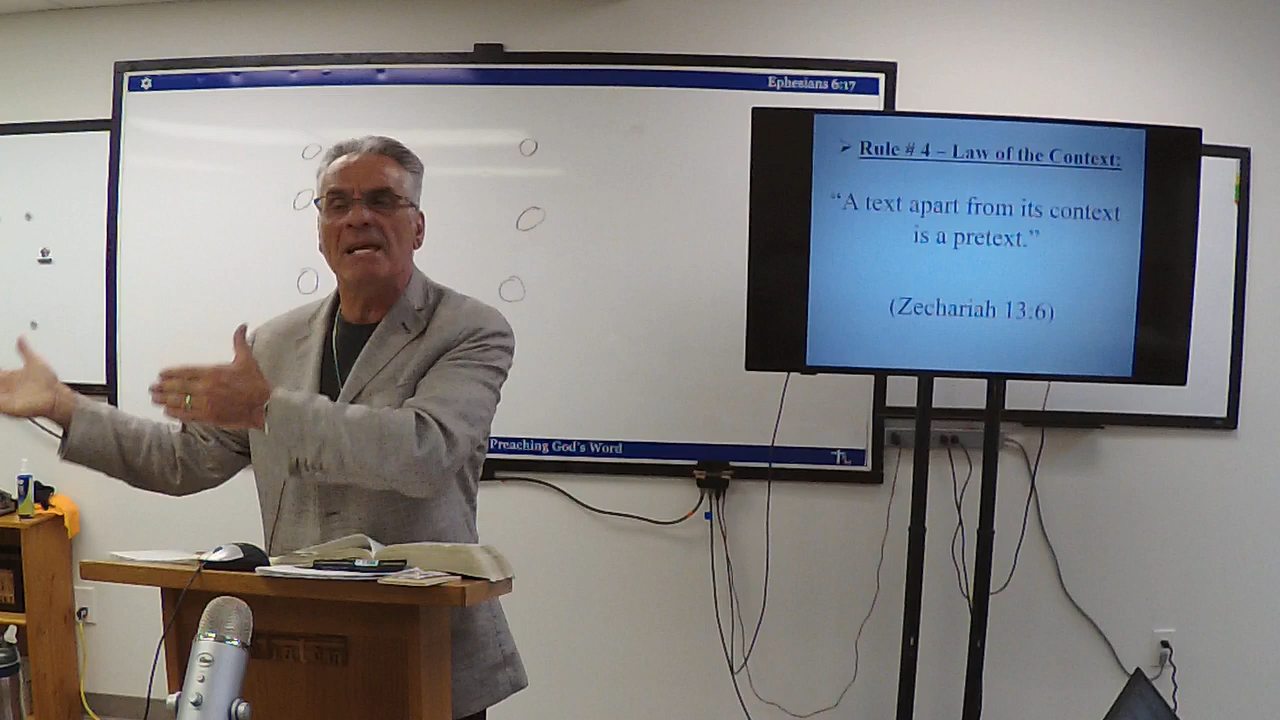 Ephesians 6:17
➢ Rule # 4 – Law of the Context:
“A text apart from its context
is a pretext.”
(Zechariah 13:6)
Preaching God's Word